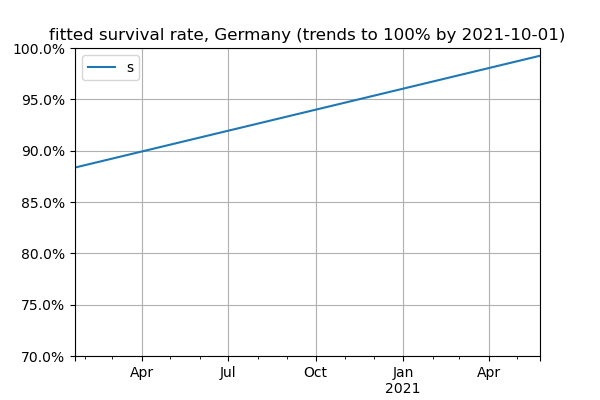 fitted survival rate, Germany (trends to 100% by 2021-10-01)
100.0%
s
95.0%
90.0%
85.0%
80.0%
75.0%
70.0%
Apr Jul Oct Jan Apr
2021